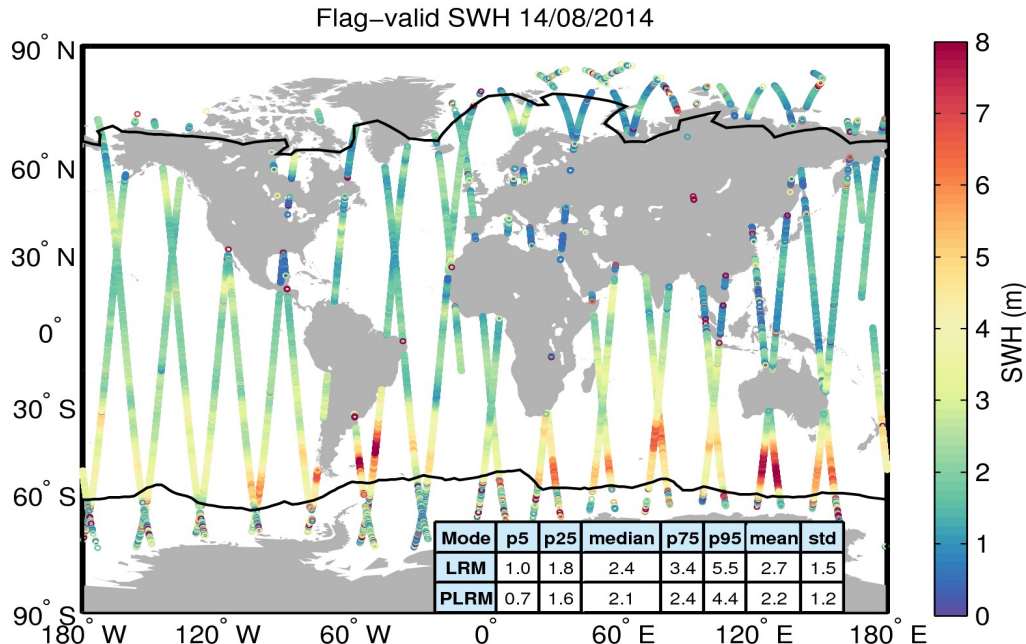 Flag-valid SWH 14/08/2014
90° N
60° N
30° N
0°
30° S
60° S
90° S
180° W
120° W
60° W
0°
60° E
120° E
180° E
Mode p5 p25 median p75 p95 mean std
LRM 1.0 1.8 2.4 3.4 5.5 2.7 1.5
PLRM 0.7 1.6 2.1 2.4 4.4 2.2 1.2
8
7
6
5
4
3
2
1
0
SWH (m)